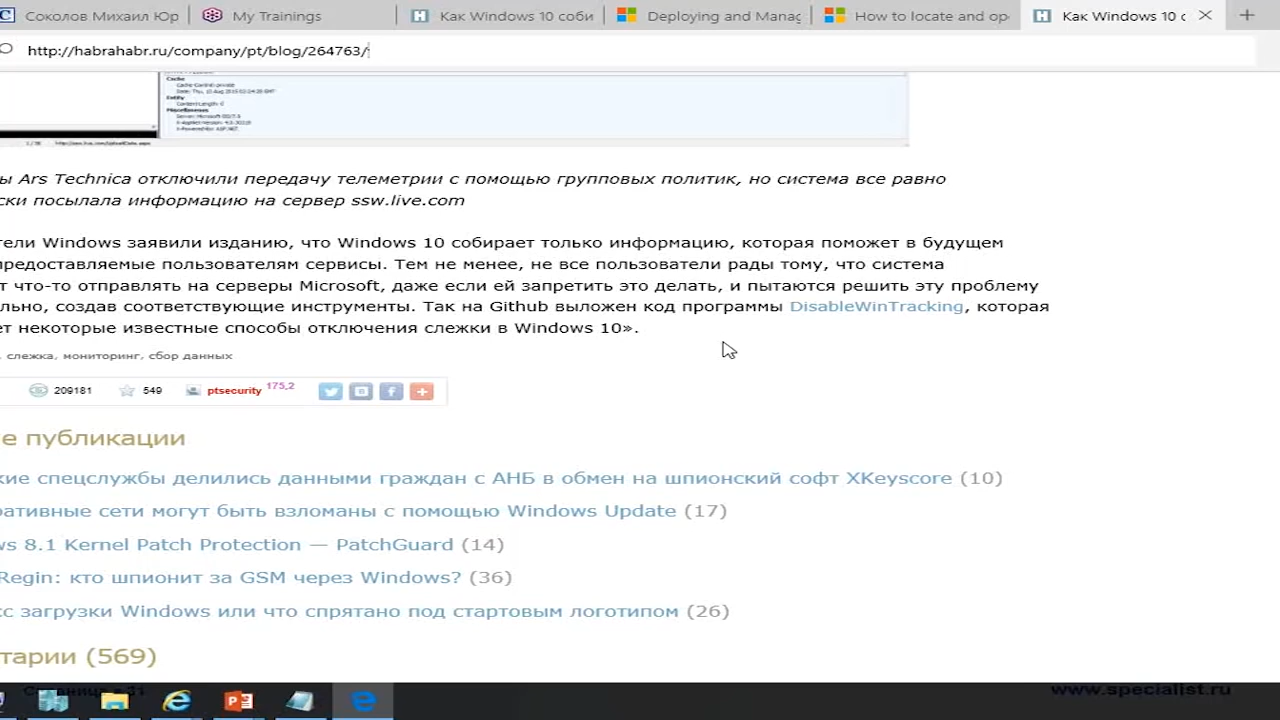 Соколов Михаил Юр
My Trainings
Как Windows 10 соби
Deploying and Manag
How to locate and op
Как Windows 10 с
http://habrahabr.ru/company/pt/blog/264763/
Cache
Cache-Control: private
Entity
Miscellaneous
ы Ars Technica отключили передачу телеметрии с помощью групповых политик, но система все равно
ски посылала информацию на сервер ssw.live.com
тели Windows заявили изданию, что Windows 10 собирает только информацию, которая поможет в будущем
предоставляемые пользователям сервисы. Тем не менее, не все пользователи рады тому, что система
т что-то отправлять на серверы Microsoft, даже если ей запретить это делать, и пытаются решить эту проблему
льно, создав соответствующие инструменты. Так на Github выложен код программы DisableWinTracking, которая
ет некоторые известные способы отключения слежки в Windows 10».
, слежка, мониторинг, сбор данных
209181 549 ptsecurity 175,2
е публикации
кие спецслужбы делились данными граждан с АНБ в обмен на шпионский софт XKeyscore (10)
ративные сети могут быть взломаны с помощью Windows Update (17)
ws 8.1 Kernel Patch Protection — PatchGuard (14)
Regin: кто шпионит за GSM через Windows? (36)
сс загрузки Windows или что спрятано под стартовым логотипом (26)
тарии (569)
www.specialist.ru